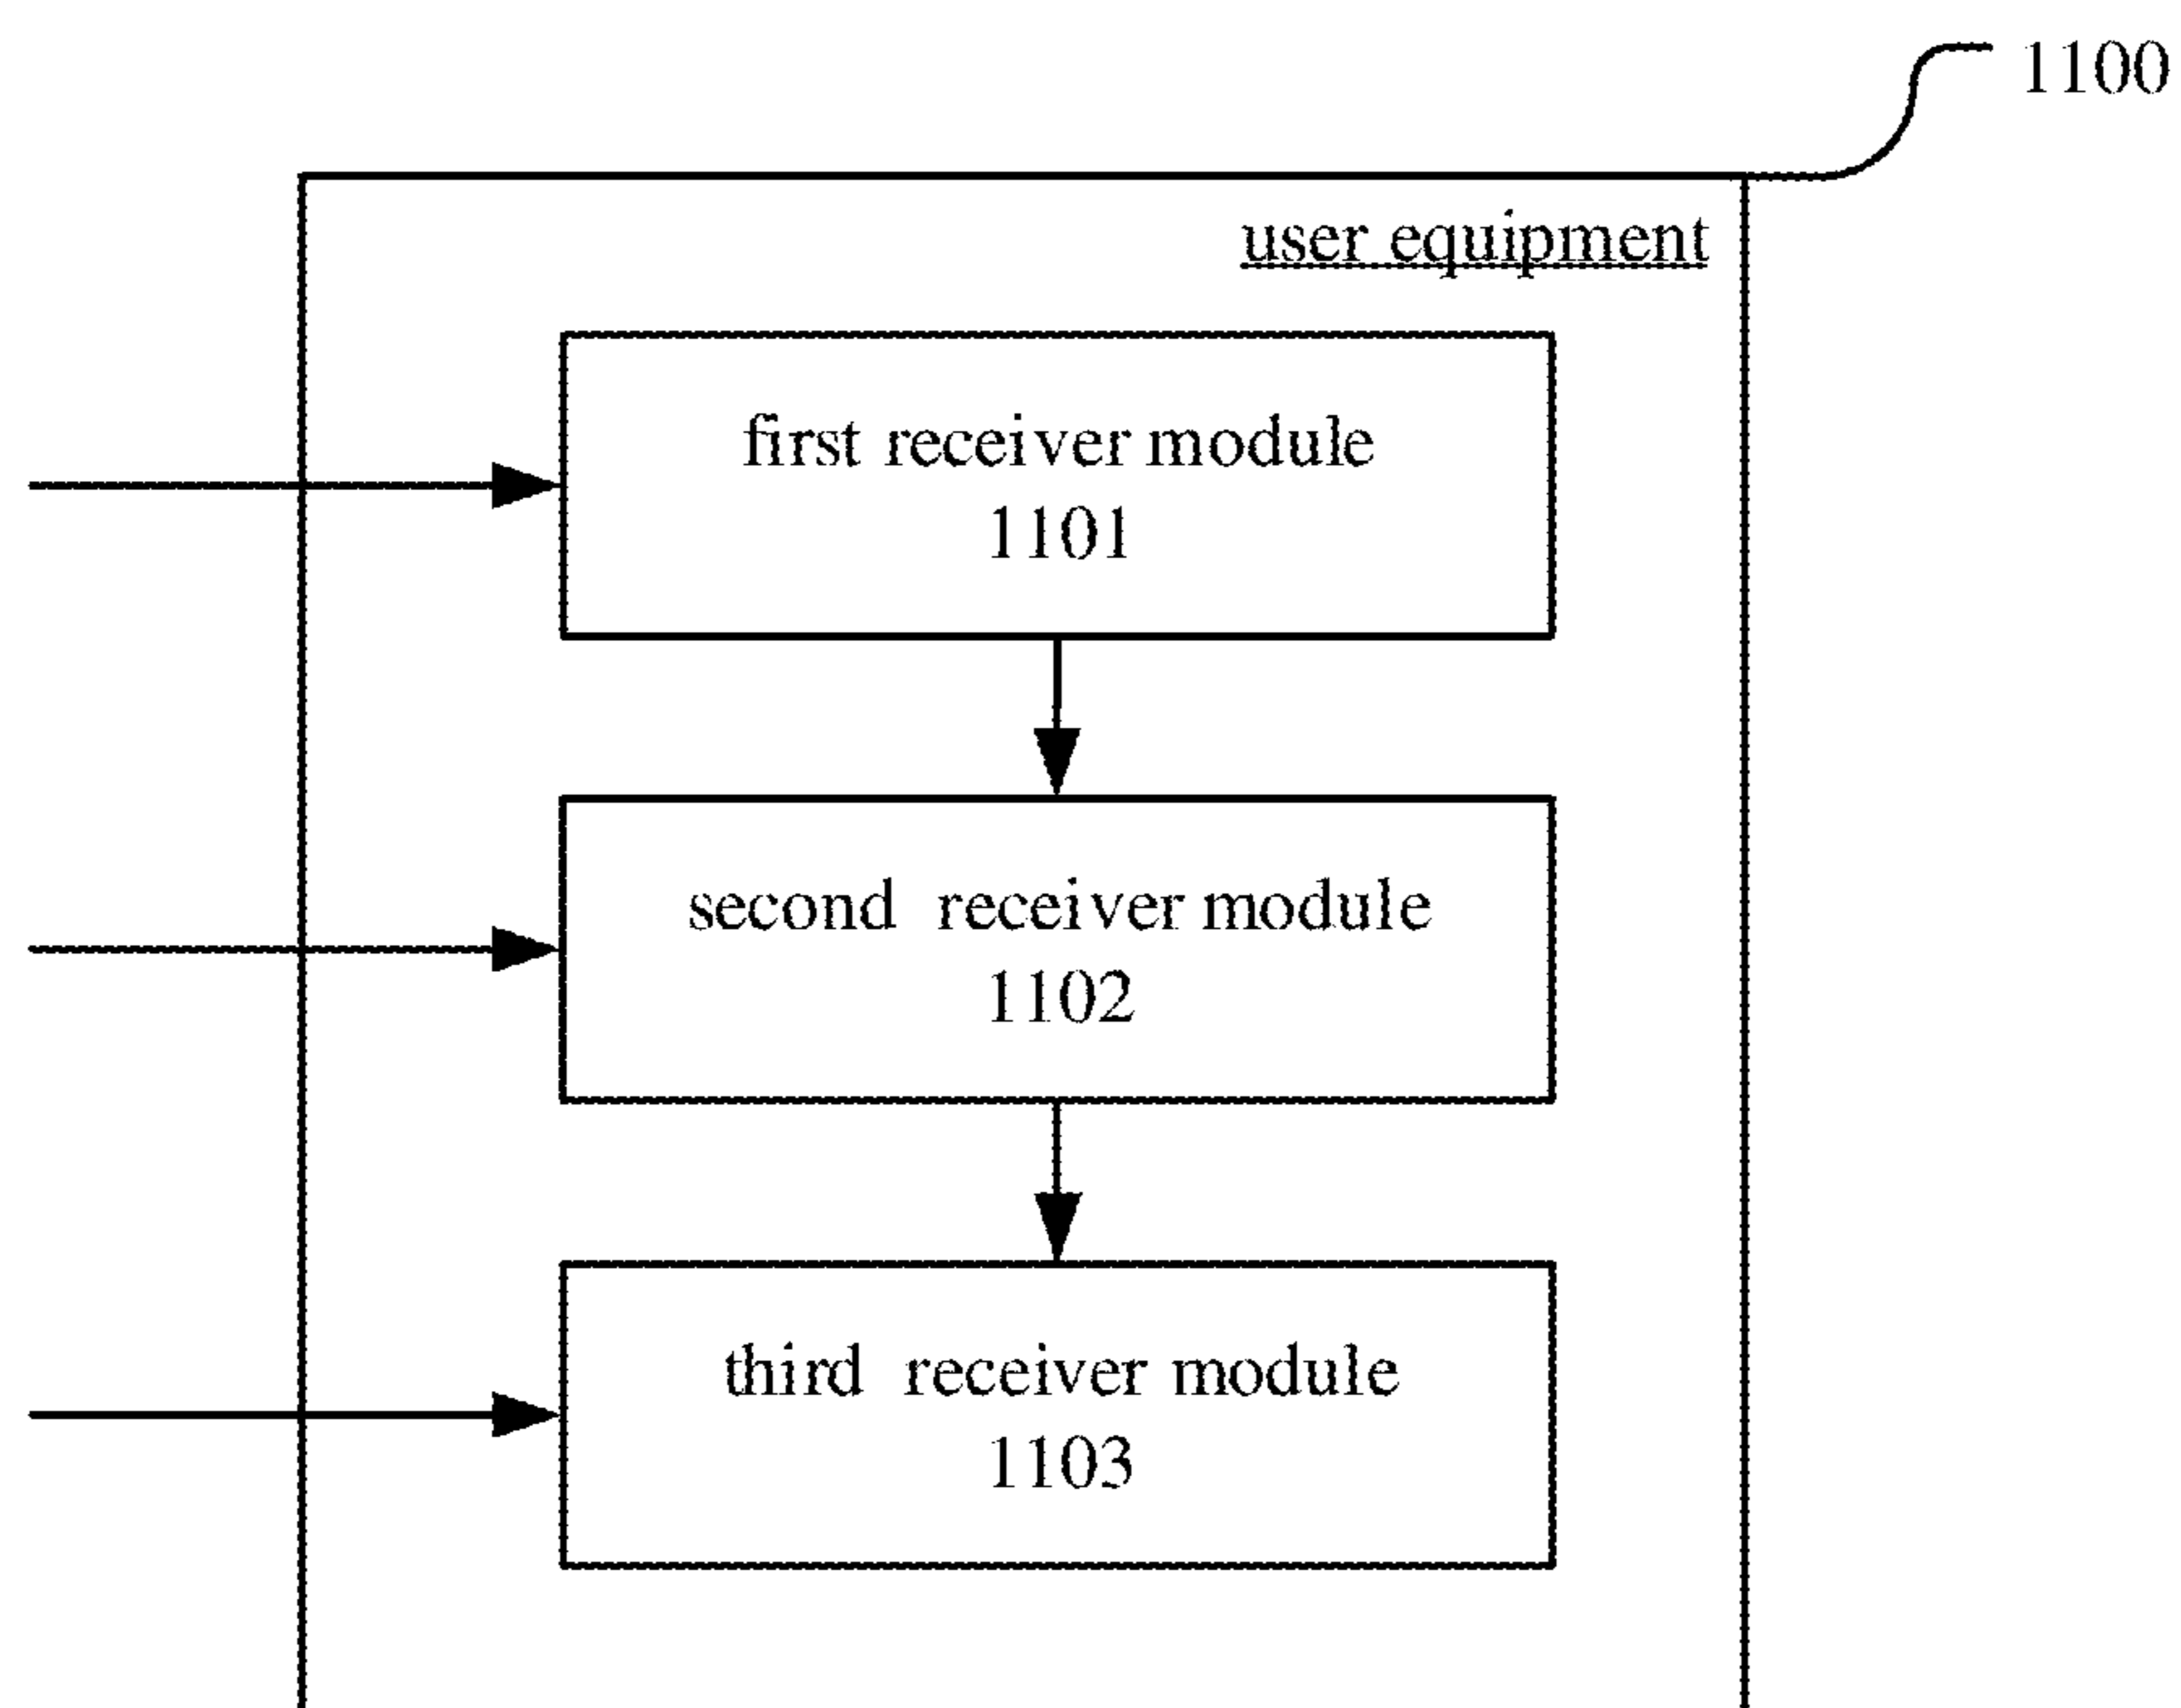 1100
user equipment
first receiver module
1101
second receiver module
1102
third receiver module
1103